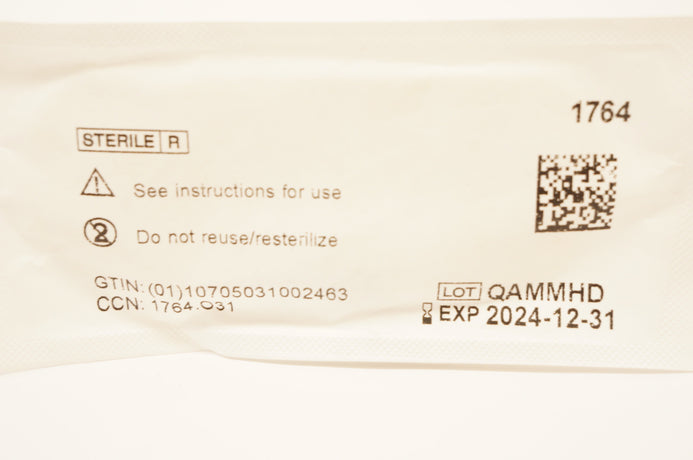 1764
STERILE R
See instructions for use
2 Do not reuse/resterilize
GTIN: (01)10705031002463
CCN: 1764.031
LOT QAMMHD
EXP 2024-12-31